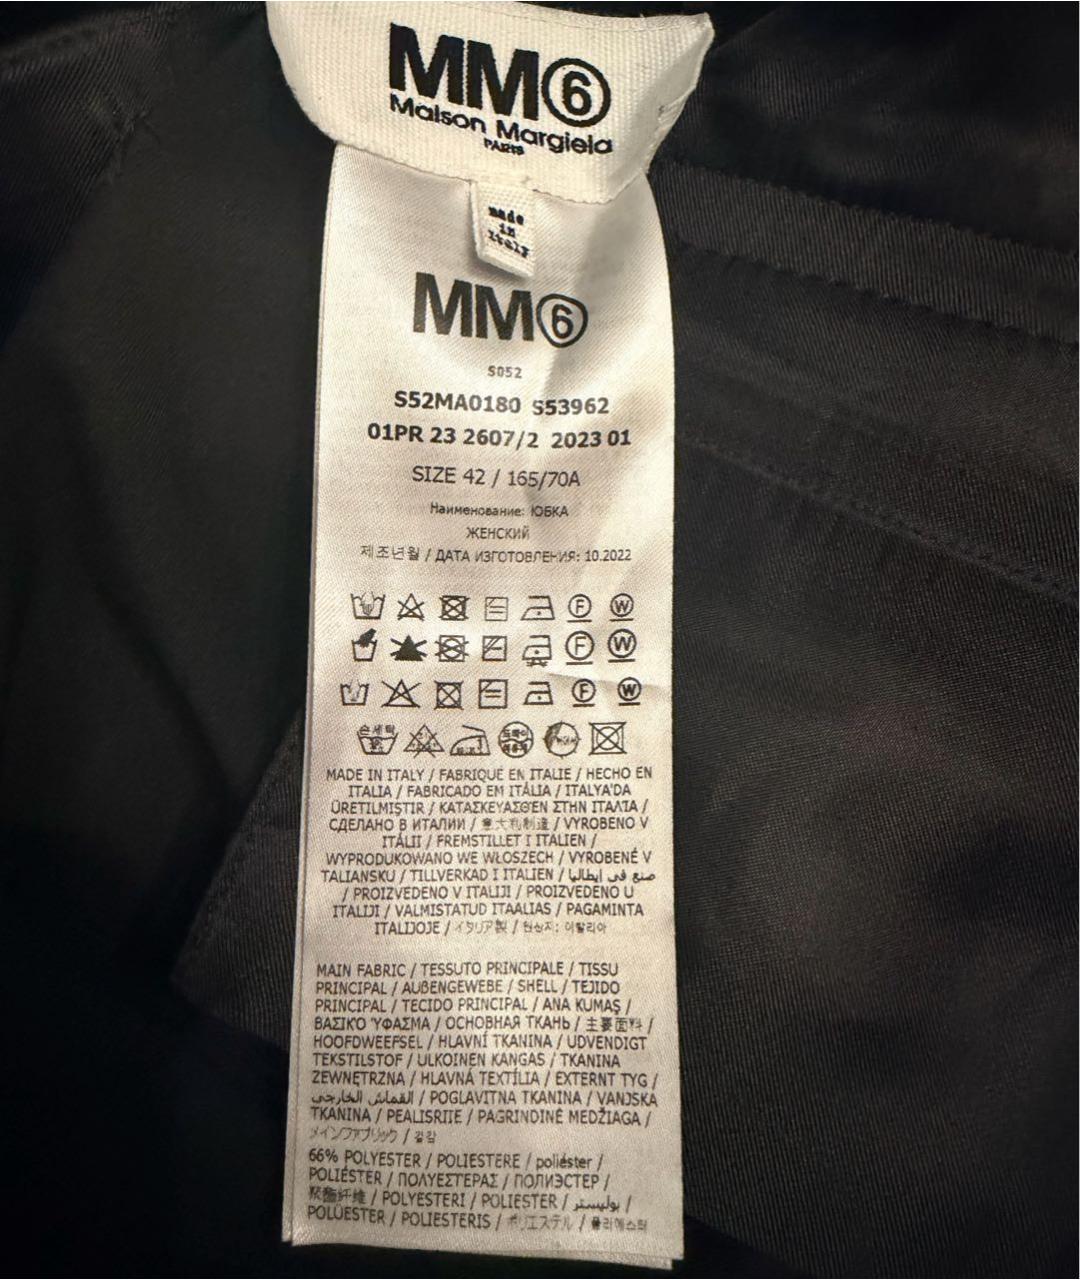 MM6
Maison Margiela
PARIS
made
in
Italy
MM6
S052
S52MA0180 S53962
01PR 23 2607/2 2023 01
SIZE 42 / 165/70A
Наименование: ЮБКА
ЖЕНСКИЙ
제조년월 / ДАТА ИЗГОТОВЛЕНИЯ: 10.2022
F W
F W
F W
손세탁
MADE IN ITALY / FABRIQUÉ EN ITALIE / HECHO EN
ITALIA / FABRICADO EM ITÁLIA / ITALYA'DA
ÜRETILMIŞTIR / ΚΑΤΑΣΚΕΥΑΣΘΕΝ ΣΤΗΝ ΙΤΑΛΊΑ /
СДЕЛАНО В ИТАЛИИ / 意大利制造 / VYROBENO V
ITÁLII / FREMSTILLET I ITALIEN /
WYPRODUKOWANO WE WŁOSZECH / VYROBENÉ V
TALIANSKU / TILLVERKAD I ITALIEN / صنع في إيطاليا
/ PROIZVEDENO V ITALIJI / PROIZVEDENO U
ITALIJI / VALMISTATUD ITAALIAS / PAGAMINTA
ITALIJOJE / イタリア製 / 원산지: 이탈리아
MAIN FABRIC / TESSUTO PRINCIPALE / TISSU
PRINCIPAL / AUßENGEWEBE / SHELL / TEJIDO
PRINCIPAL / TECIDO PRINCIPAL / ANA KUMAŞ /
ΒΑΣΙΚΌ ΎΦΑΣΜΑ / ОСНОВНАЯ ТКАНЬ / 主要面料 /
HOOFDWEEFSEL / HLAVNÍ TKANINA / UDVENDIGT
TEKSTILSTOF / ULKOINEN KANGAS / TKANINA
ZEWNĘTRZNA / HLAVNÁ TEXTÍLIA / EXTERNT TYG /
القماش الخارجي / POGLAVITNA TKANINA / VANJSKA
TKANINA / PEALISRIIE / PAGRINDINĖ MEDŽIAGA /
メインファブリック / 겉감
66% POLYESTER / POLIESTERE / poliéster /
POLIÉSTER / ΠΟΛΥΕΣΤΕΡΑΣ / ПОЛИЭСТЕР /
聚酯纤维 / POLYESTERI / POLIESTER / بوليستر /
POLÜESTER / POLIESTERIS / ポリエステル / 폴리에스터